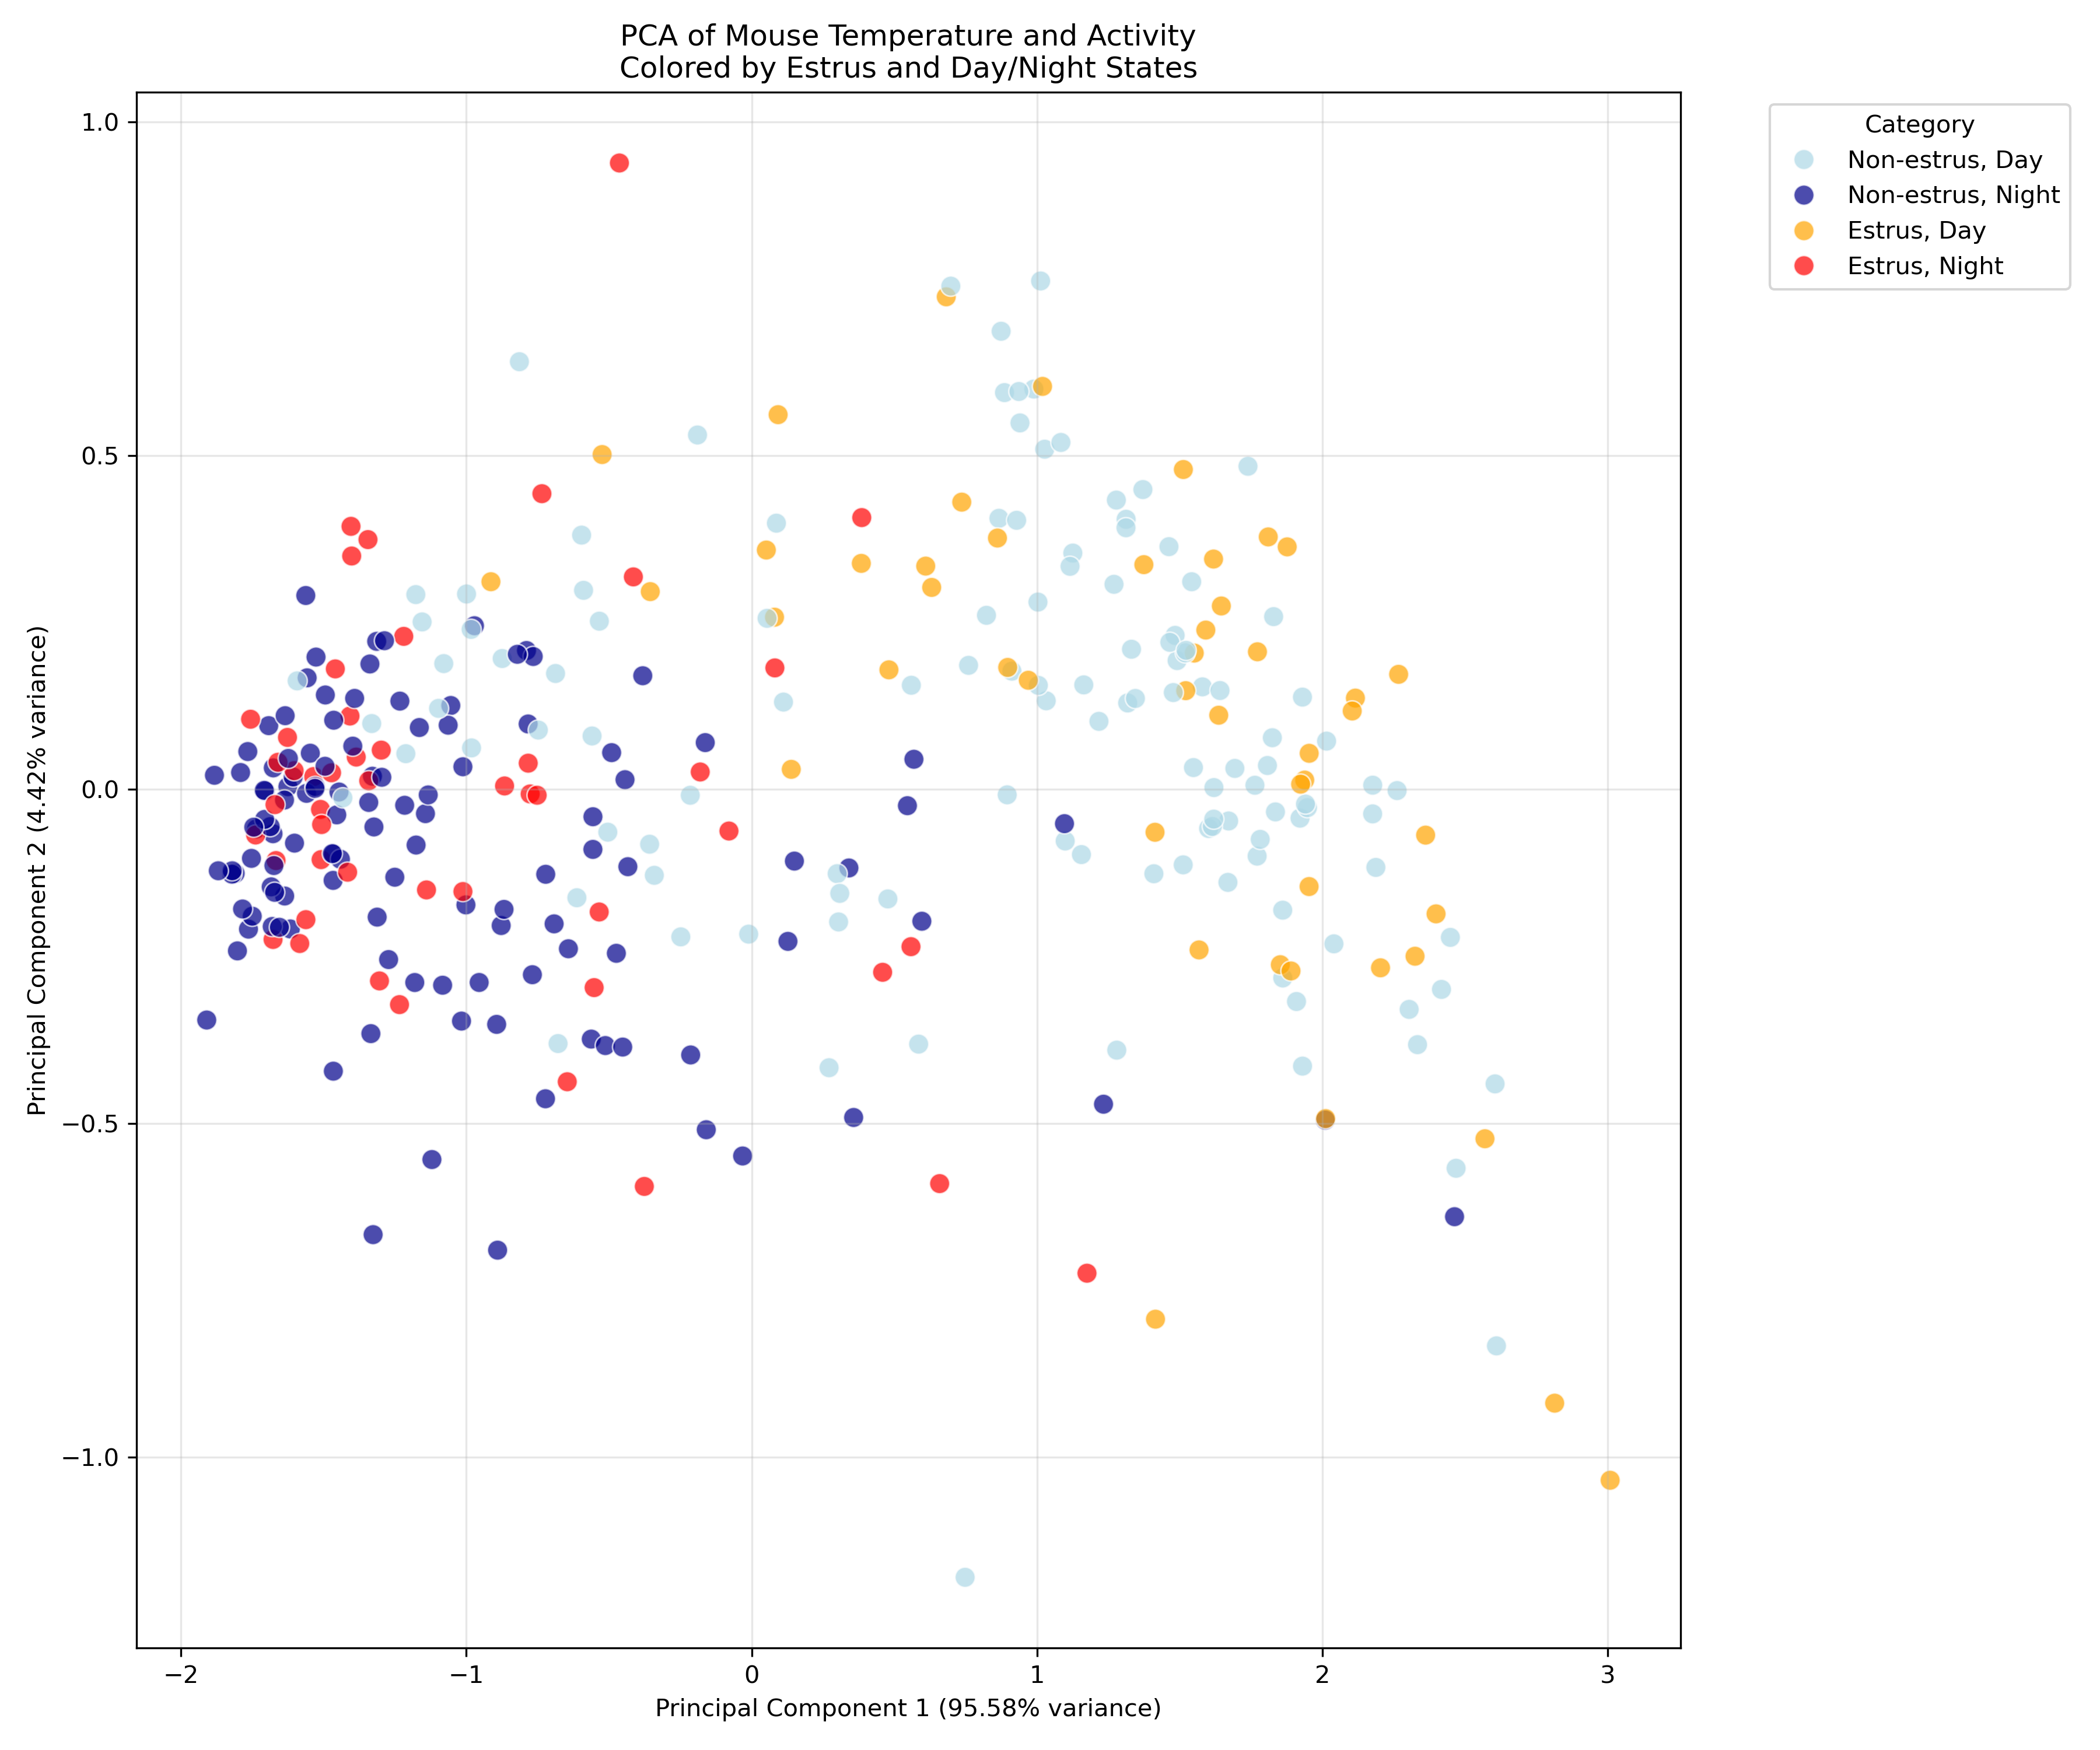 PCA of Mouse Temperature and Activity
Colored by Estrus and Day/Night States
Category
Non-estrus, Day
Non-estrus, Night
Estrus, Day
Estrus, Night
Principal Component 2 (4.42% variance)
1.0
0.5
0.0
−0.5
−1.0
−2
−1
0
1
2
3
Principal Component 1 (95.58% variance)